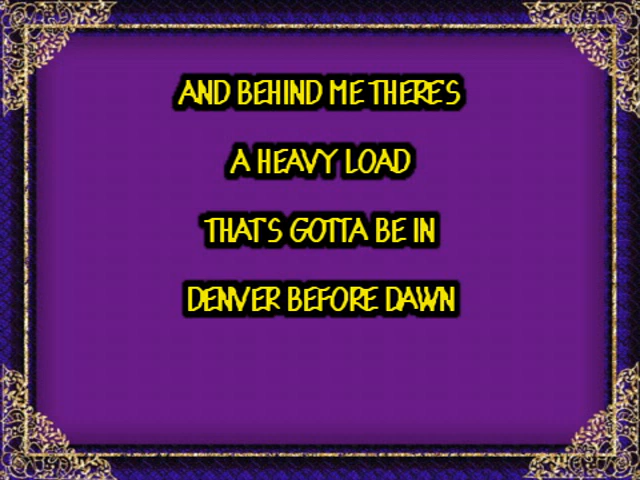 AND BEHIND ME THERE'S
A HEAVY LOAD
THAT'S GOTTA BE IN
DENVER BEFORE DAWN